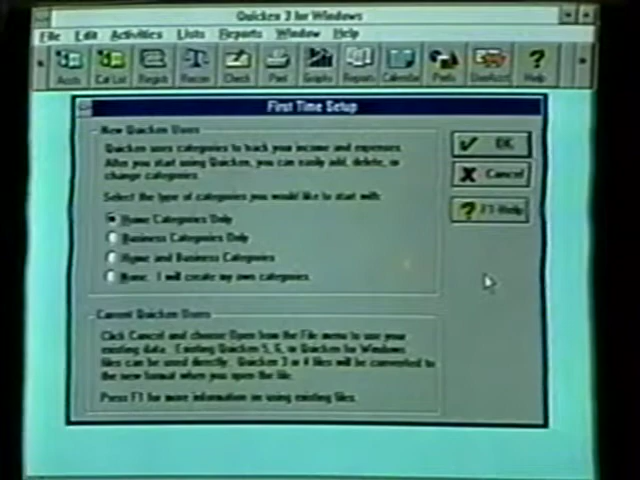 Quicken 3 for Windows
File Edit Activities Lists Reports Window Help
Accts Cat List Registr Recon Check Print Graphs Reports Calendar Prefs UserAsst Help
First Time Setup
New Quicken Users
Quicken uses categories to track your income and expenses.
After you start using Quicken, you can easily add, delete, or
change categories.
Select the type of categories you would like to start with:
Home Categories Only
Business Categories Only
Home and Business Categories
None. I will create my own categories.
OK
Cancel
F1-Help
Current Quicken Users
Click Cancel and choose Open from the File menu to use your
existing data. Existing Quicken 5, 6, or Quicken for Windows
files can be used directly. Quicken 3 or 4 files will be converted to
the new format when you open the file.
Press F1 for more information on using existing files.